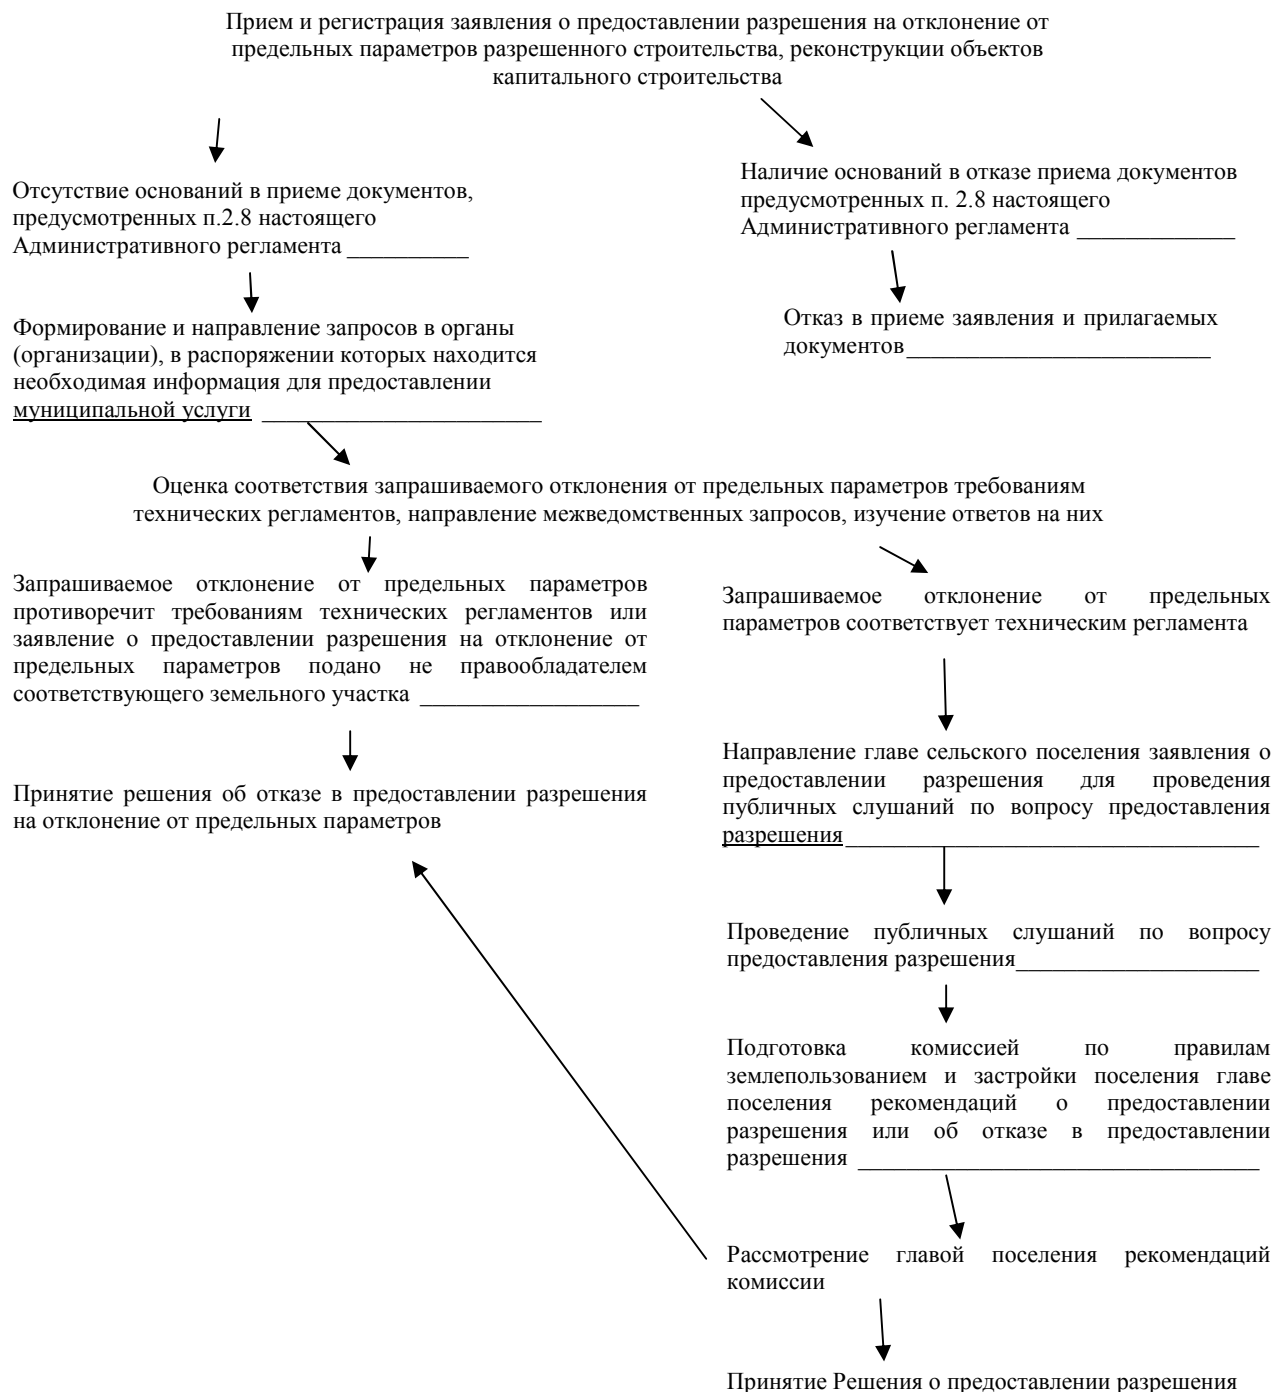 Прием и регистрация заявления о предоставлении разрешения на отклонение от
предельных параметров разрешенного строительства, реконструкции объектов
капитального строительства
Отсутствие оснований в приеме документов,
предусмотренных п.2.8 настоящего
Административного регламента __________
Наличие оснований в отказе приема документов
предусмотренных п. 2.8 настоящего
Административного регламента _____________
Формирование и направление запросов в органы
(организации), в распоряжении которых находится
необходимая информация для предоставлении
муниципальной услуги _______________________
Отказ в приеме заявления и прилагаемых
документов_________________________
Оценка соответствия запрашиваемого отклонения от предельных параметров требованиям
технических регламентов, направление межведомственных запросов, изучение ответов на них
Запрашиваемое отклонение от предельных параметров
противоречит требованиям технических регламентов или
заявление о предоставлении разрешения на отклонение от
предельных параметров подано не правообладателем
соответствующего земельного участка __________________
Принятие решения об отказе в предоставлении разрешения
на отклонение от предельных параметров
Запрашиваемое отклонение от предельных
параметров соответствует техническим регламента
Направление главе сельского поселения заявления о
предоставлении разрешения для проведения
публичных слушаний по вопросу предоставления
разрешения__________________________________
Проведение публичных слушаний по вопросу
предоставления разрешения____________________
Подготовка комиссией по правилам
землепользованием и застройки поселения главе
поселения рекомендаций о предоставлении
разрешения или об отказе в предоставлении
разрешения _________________________________
Рассмотрение главой поселения рекомендаций
комиссии
Принятие Решения о предоставлении разрешения